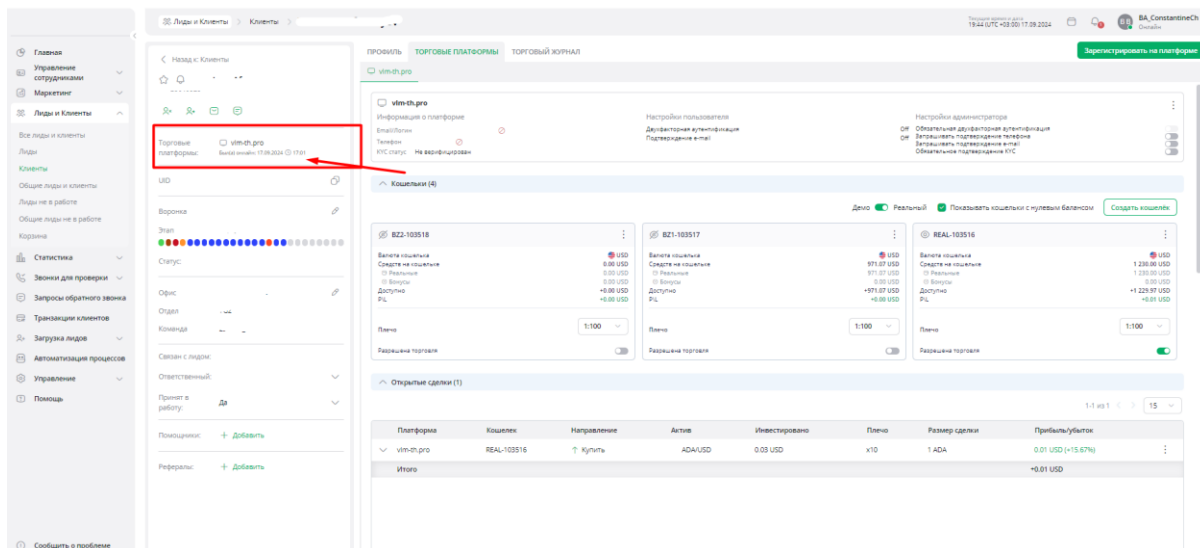 Лиды и Клиенты
Клиенты
Текущее время и дата
19:44 (UTC +03:00) 17.09.2024
BB
BA_ConstantineCh
Онлайн
Главная
Управление сотрудниками
Маркетинг
Лиды и Клиенты
Все лиды и клиенты
Лиды
Клиенты
Общие лиды и клиенты
Лиды не в работе
Общие лиды не в работе
Корзина
Статистика
Звонки для проверки
Запросы обратного звонка
Транзакции клиентов
Загрузка лидов
Автоматизация процессов
Управление
Помощь
Сообщить о проблеме
Назад к: Клиенты
Торговые платформы:
vlm-th.pro
Был(а) онлайн: 17.09.2024 17:01
UID
Воронка
Этап
Статус:
Офис
Отдел
Команда
Связан с лидом:
Ответственный:
Принят в работу:
Да
Помощники:
+ Добавить
Рефералы:
+ Добавить
ПРОФИЛЬ ТОРГОВЫЕ ПЛАТФОРМЫ ТОРГОВЫЙ ЖУРНАЛ
Зарегистрировать на платформе
vlm-th.pro
vlm-th.pro
Информация о платформе
Email/Логин
Телефон
KYC статус Не верифицирован
Настройки пользователя
Двухфакторная аутентификация Off
Подтверждение e-mail Off
Настройки администратора
Обязательная двухфакторная аутентификация
Запрашивать подтверждение телефона
Запрашивать подтверждение e-mail
Обязательное подтверждение KYC
Кошельки (4)
Демо Реальный Показывать кошельки с нулевым балансом Создать кошелёк
BZ2-103518
Валюта кошелька USD
Средств на кошельке 0.00 USD
Реальные 0.00 USD
Бонусы 0.00 USD
Доступно +0.00 USD
P\L +0.00 USD
Плечо 1:100
Разрешена торговля
BZ1-103517
Валюта кошелька USD
Средств на кошельке 971.07 USD
Реальные 971.07 USD
Бонусы 0.00 USD
Доступно +971.07 USD
P\L +0.00 USD
Плечо 1:100
Разрешена торговля
REAL-103516
Валюта кошелька USD
Средств на кошельке 1 230.00 USD
Реальные 1 230.00 USD
Бонусы 0.00 USD
Доступно +1 229.97 USD
P\L +0.01 USD
Плечо 1:100
Разрешена торговля
Открытые сделки (1)
1-1 из 1 15
Платформа Кошелек Направление Актив Инвестировано Плечо Размер сделки Прибыль/убыток
vlm-th.pro REAL-103516 Купить ADA/USD 0.03 USD x10 1 ADA 0.01 USD (+15.67%)
Итого +0.01 USD